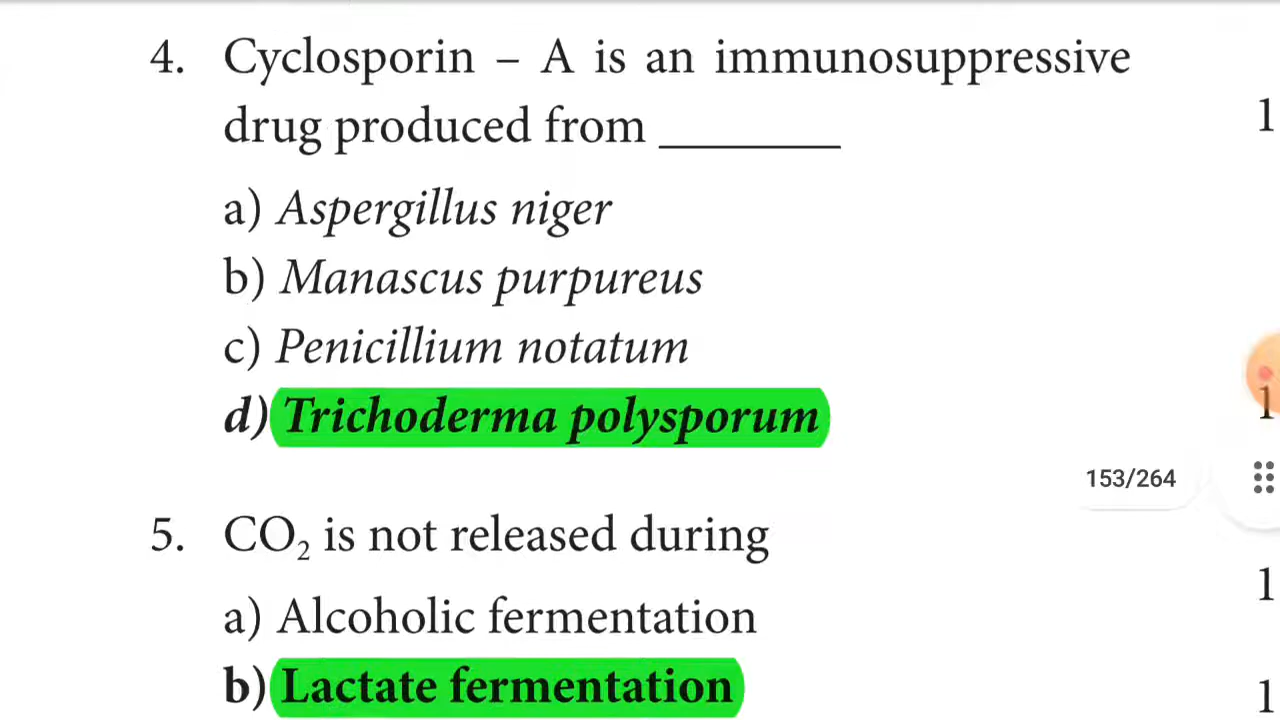 4. Cyclosporin – A is an immunosuppressive
drug produced from ________
a) Aspergillus niger
b) Manascus purpureus
c) Penicillium notatum
d) Trichoderma polysporum
5. CO₂ is not released during
a) Alcoholic fermentation
b) Lactate fermentation
1
1
153/264
1
1